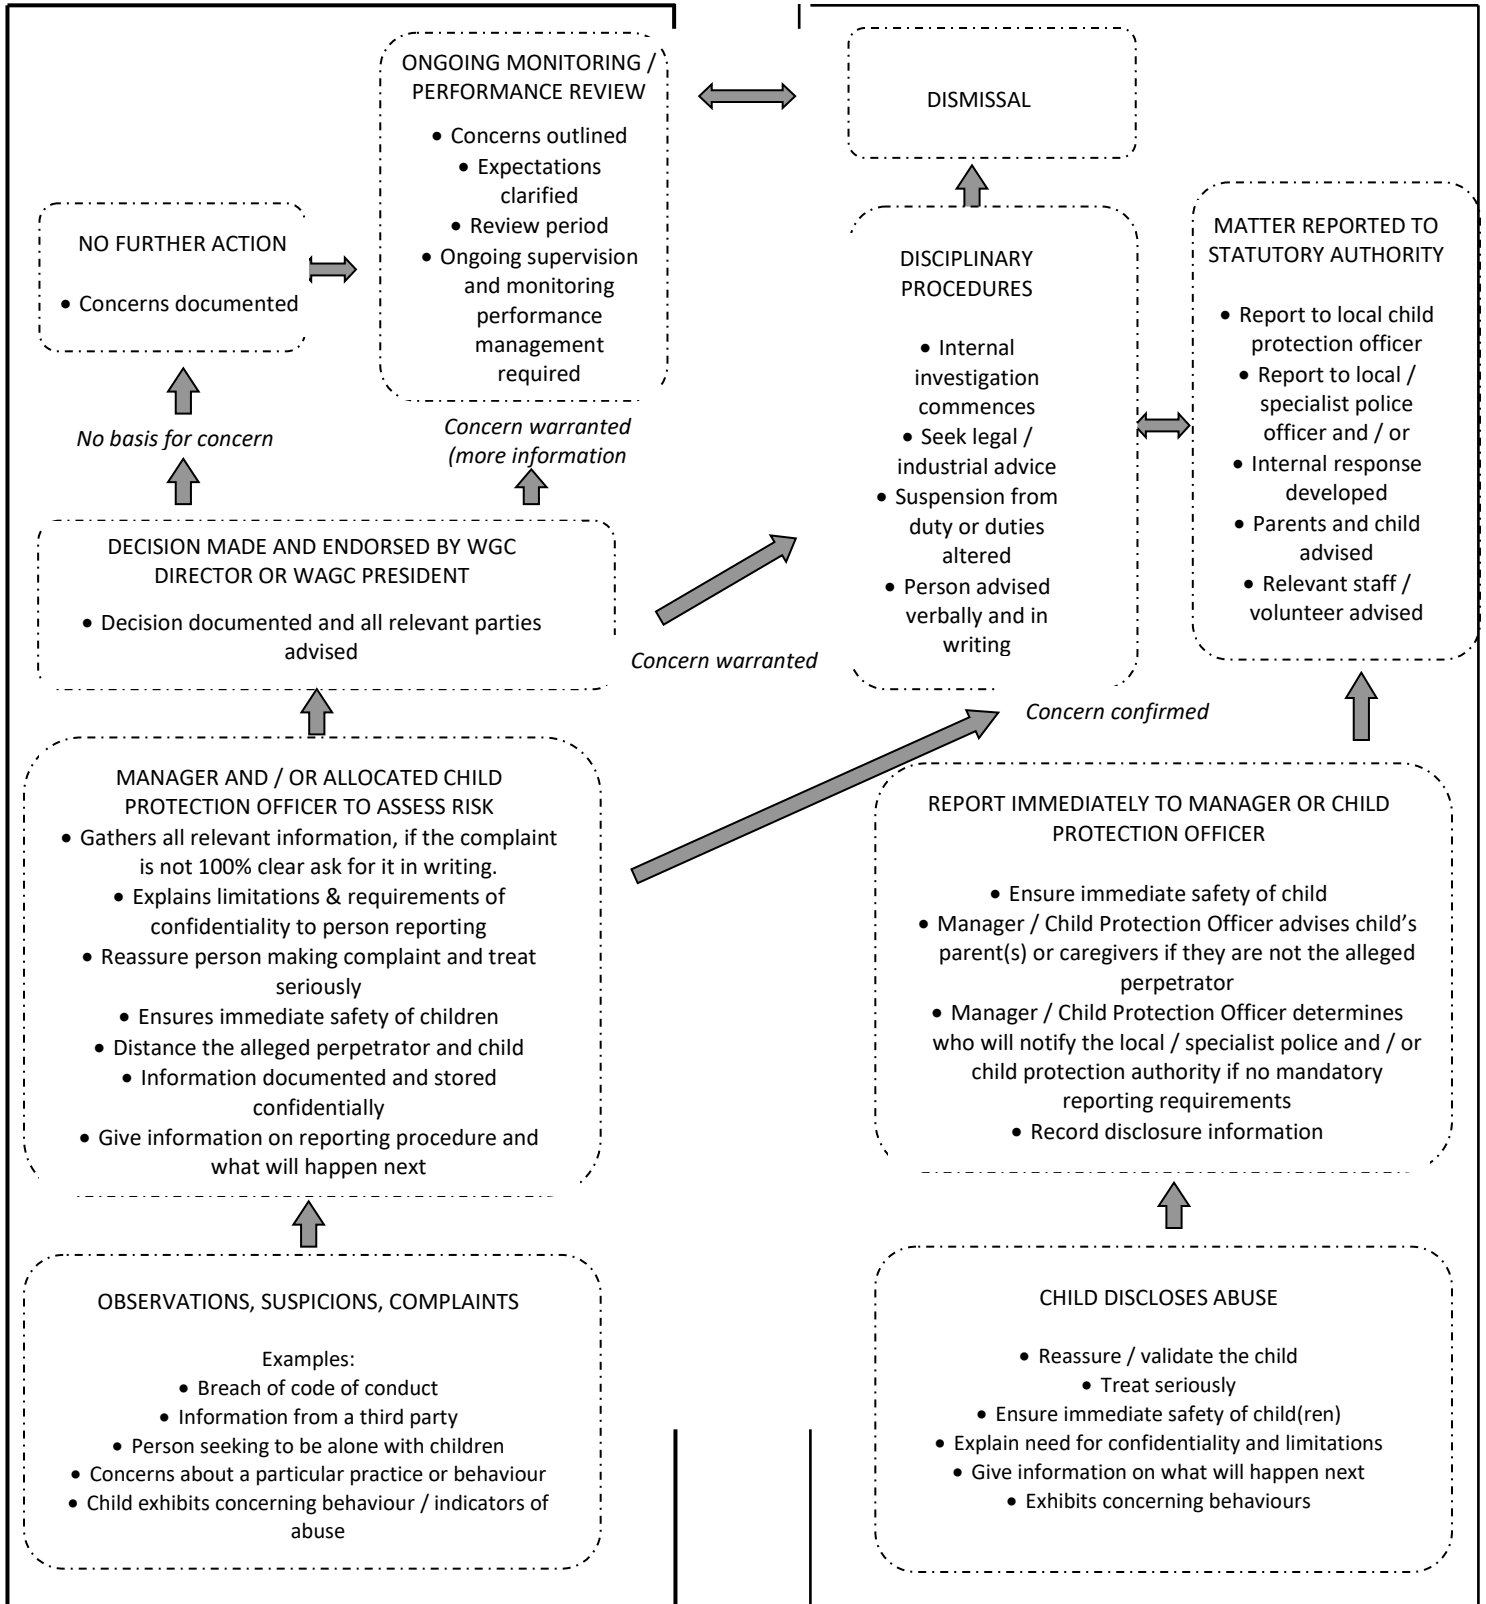 ONGOING MONITORING /
PERFORMANCE REVIEW
• Concerns outlined
• Expectations
clarified
• Review period
• Ongoing supervision
and monitoring
performance
management
required
DISMISSAL
NO FURTHER ACTION
• Concerns documented
DISCIPLINARY
PROCEDURES
• Internal
investigation
commences
• Seek legal /
industrial advice
• Suspension from
duty or duties
altered
• Person advised
verbally and in
writing
MATTER REPORTED TO
STATUTORY AUTHORITY
• Report to local child
protection officer
• Report to local /
specialist police
officer and / or
• Internal response
developed
• Parents and child
advised
• Relevant staff /
volunteer advised
No basis for concern
Concern warranted
(more information
DECISION MADE AND ENDORSED BY WGC
DIRECTOR OR WAGC PRESIDENT
• Decision documented and all relevant parties
advised
Concern warranted
Concern confirmed
MANAGER AND / OR ALLOCATED CHILD
PROTECTION OFFICER TO ASSESS RISK
• Gathers all relevant information, if the complaint
is not 100% clear ask for it in writing.
• Explains limitations & requirements of
confidentiality to person reporting
• Reassure person making complaint and treat
seriously
• Ensures immediate safety of children
• Distance the alleged perpetrator and child
• Information documented and stored
confidentially
• Give information on reporting procedure and
what will happen next
REPORT IMMEDIATELY TO MANAGER OR CHILD
PROTECTION OFFICER
• Ensure immediate safety of child
• Manager / Child Protection Officer advises child’s
parent(s) or caregivers if they are not the alleged
perpetrator
• Manager / Child Protection Officer determines
who will notify the local / specialist police and / or
child protection authority if no mandatory
reporting requirements
• Record disclosure information
OBSERVATIONS, SUSPICIONS, COMPLAINTS
Examples:
• Breach of code of conduct
• Information from a third party
• Person seeking to be alone with children
• Concerns about a particular practice or behaviour
• Child exhibits concerning behaviour / indicators of
abuse
CHILD DISCLOSES ABUSE
• Reassure / validate the child
• Treat seriously
• Ensure immediate safety of child(ren)
• Explain need for confidentiality and limitations
• Give information on what will happen next
• Exhibits concerning behaviours